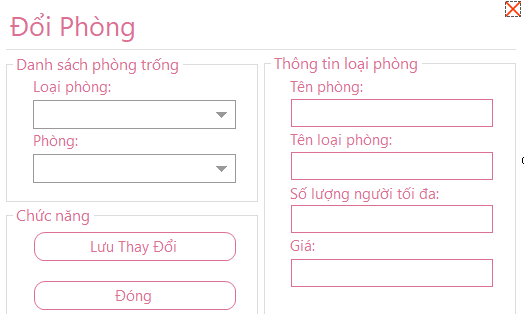 Đổi Phòng
Danh sách phòng trống
Loại phòng:
Phòng:
Chức năng
Lưu Thay Đổi
Đóng
Thông tin loại phòng
Tên phòng:
Tên loại phòng:
Số lượng người tối đa:
Giá: